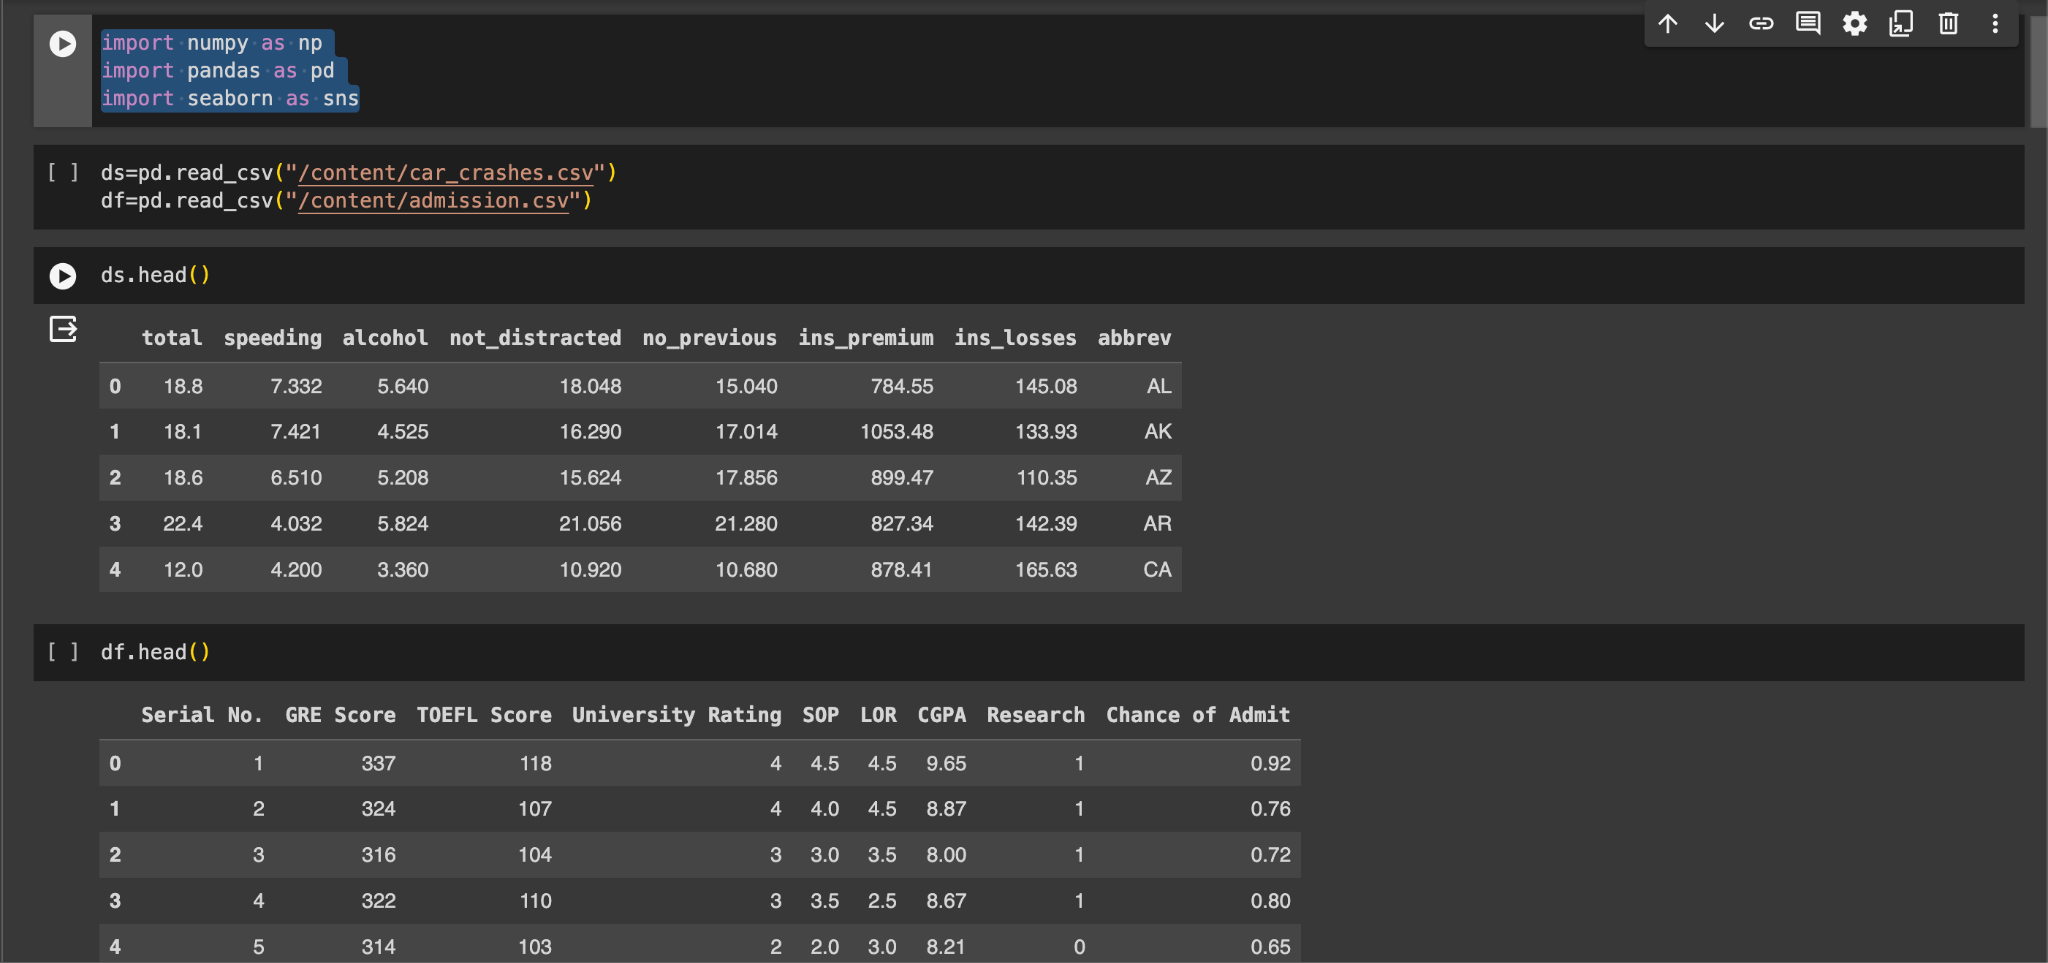 import numpy as np
import pandas as pd
import seaborn as sns
[ ] ds=pd.read_csv("/content/car_crashes.csv")
df=pd.read_csv("/content/admission.csv")
ds.head()
total speeding alcohol not_distracted no_previous ins_premium ins_losses abbrev
0 18.8 7.332 5.640 18.048 15.040 784.55 145.08 AL
1 18.1 7.421 4.525 16.290 17.014 1053.48 133.93 AK
2 18.6 6.510 5.208 15.624 17.856 899.47 110.35 AZ
3 22.4 4.032 5.824 21.056 21.280 827.34 142.39 AR
4 12.0 4.200 3.360 10.920 10.680 878.41 165.63 CA
[ ] df.head()
Serial No. GRE Score TOEFL Score University Rating SOP LOR CGPA Research Chance of Admit
0 1 337 118 4 4.5 4.5 9.65 1 0.92
1 2 324 107 4 4.0 4.5 8.87 1 0.76
2 3 316 104 3 3.0 3.5 8.00 1 0.72
3 4 322 110 3 3.5 2.5 8.67 1 0.80
4 5 314 103 2 2.0 3.0 8.21 0 0.65